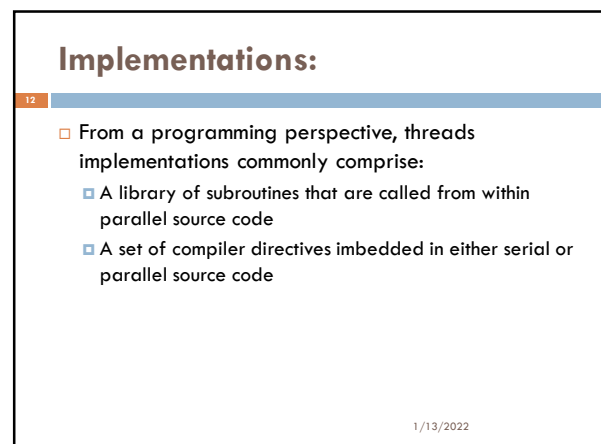 Implementations:
12
From a programming perspective, threads
implementations commonly comprise:
A library of subroutines that are called from within
parallel source code
A set of compiler directives imbedded in either serial or
parallel source code
1/13/2022